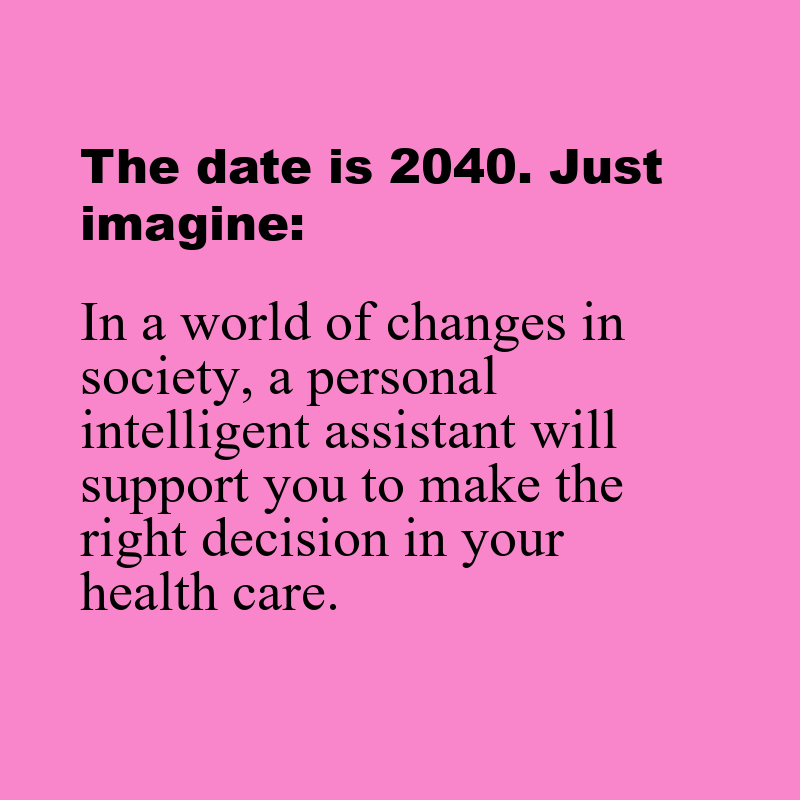 The date is 2040. Just
imagine:
In a world of changes in
society, a personal
intelligent assistant will
support you to make the
right decision in your
health care.